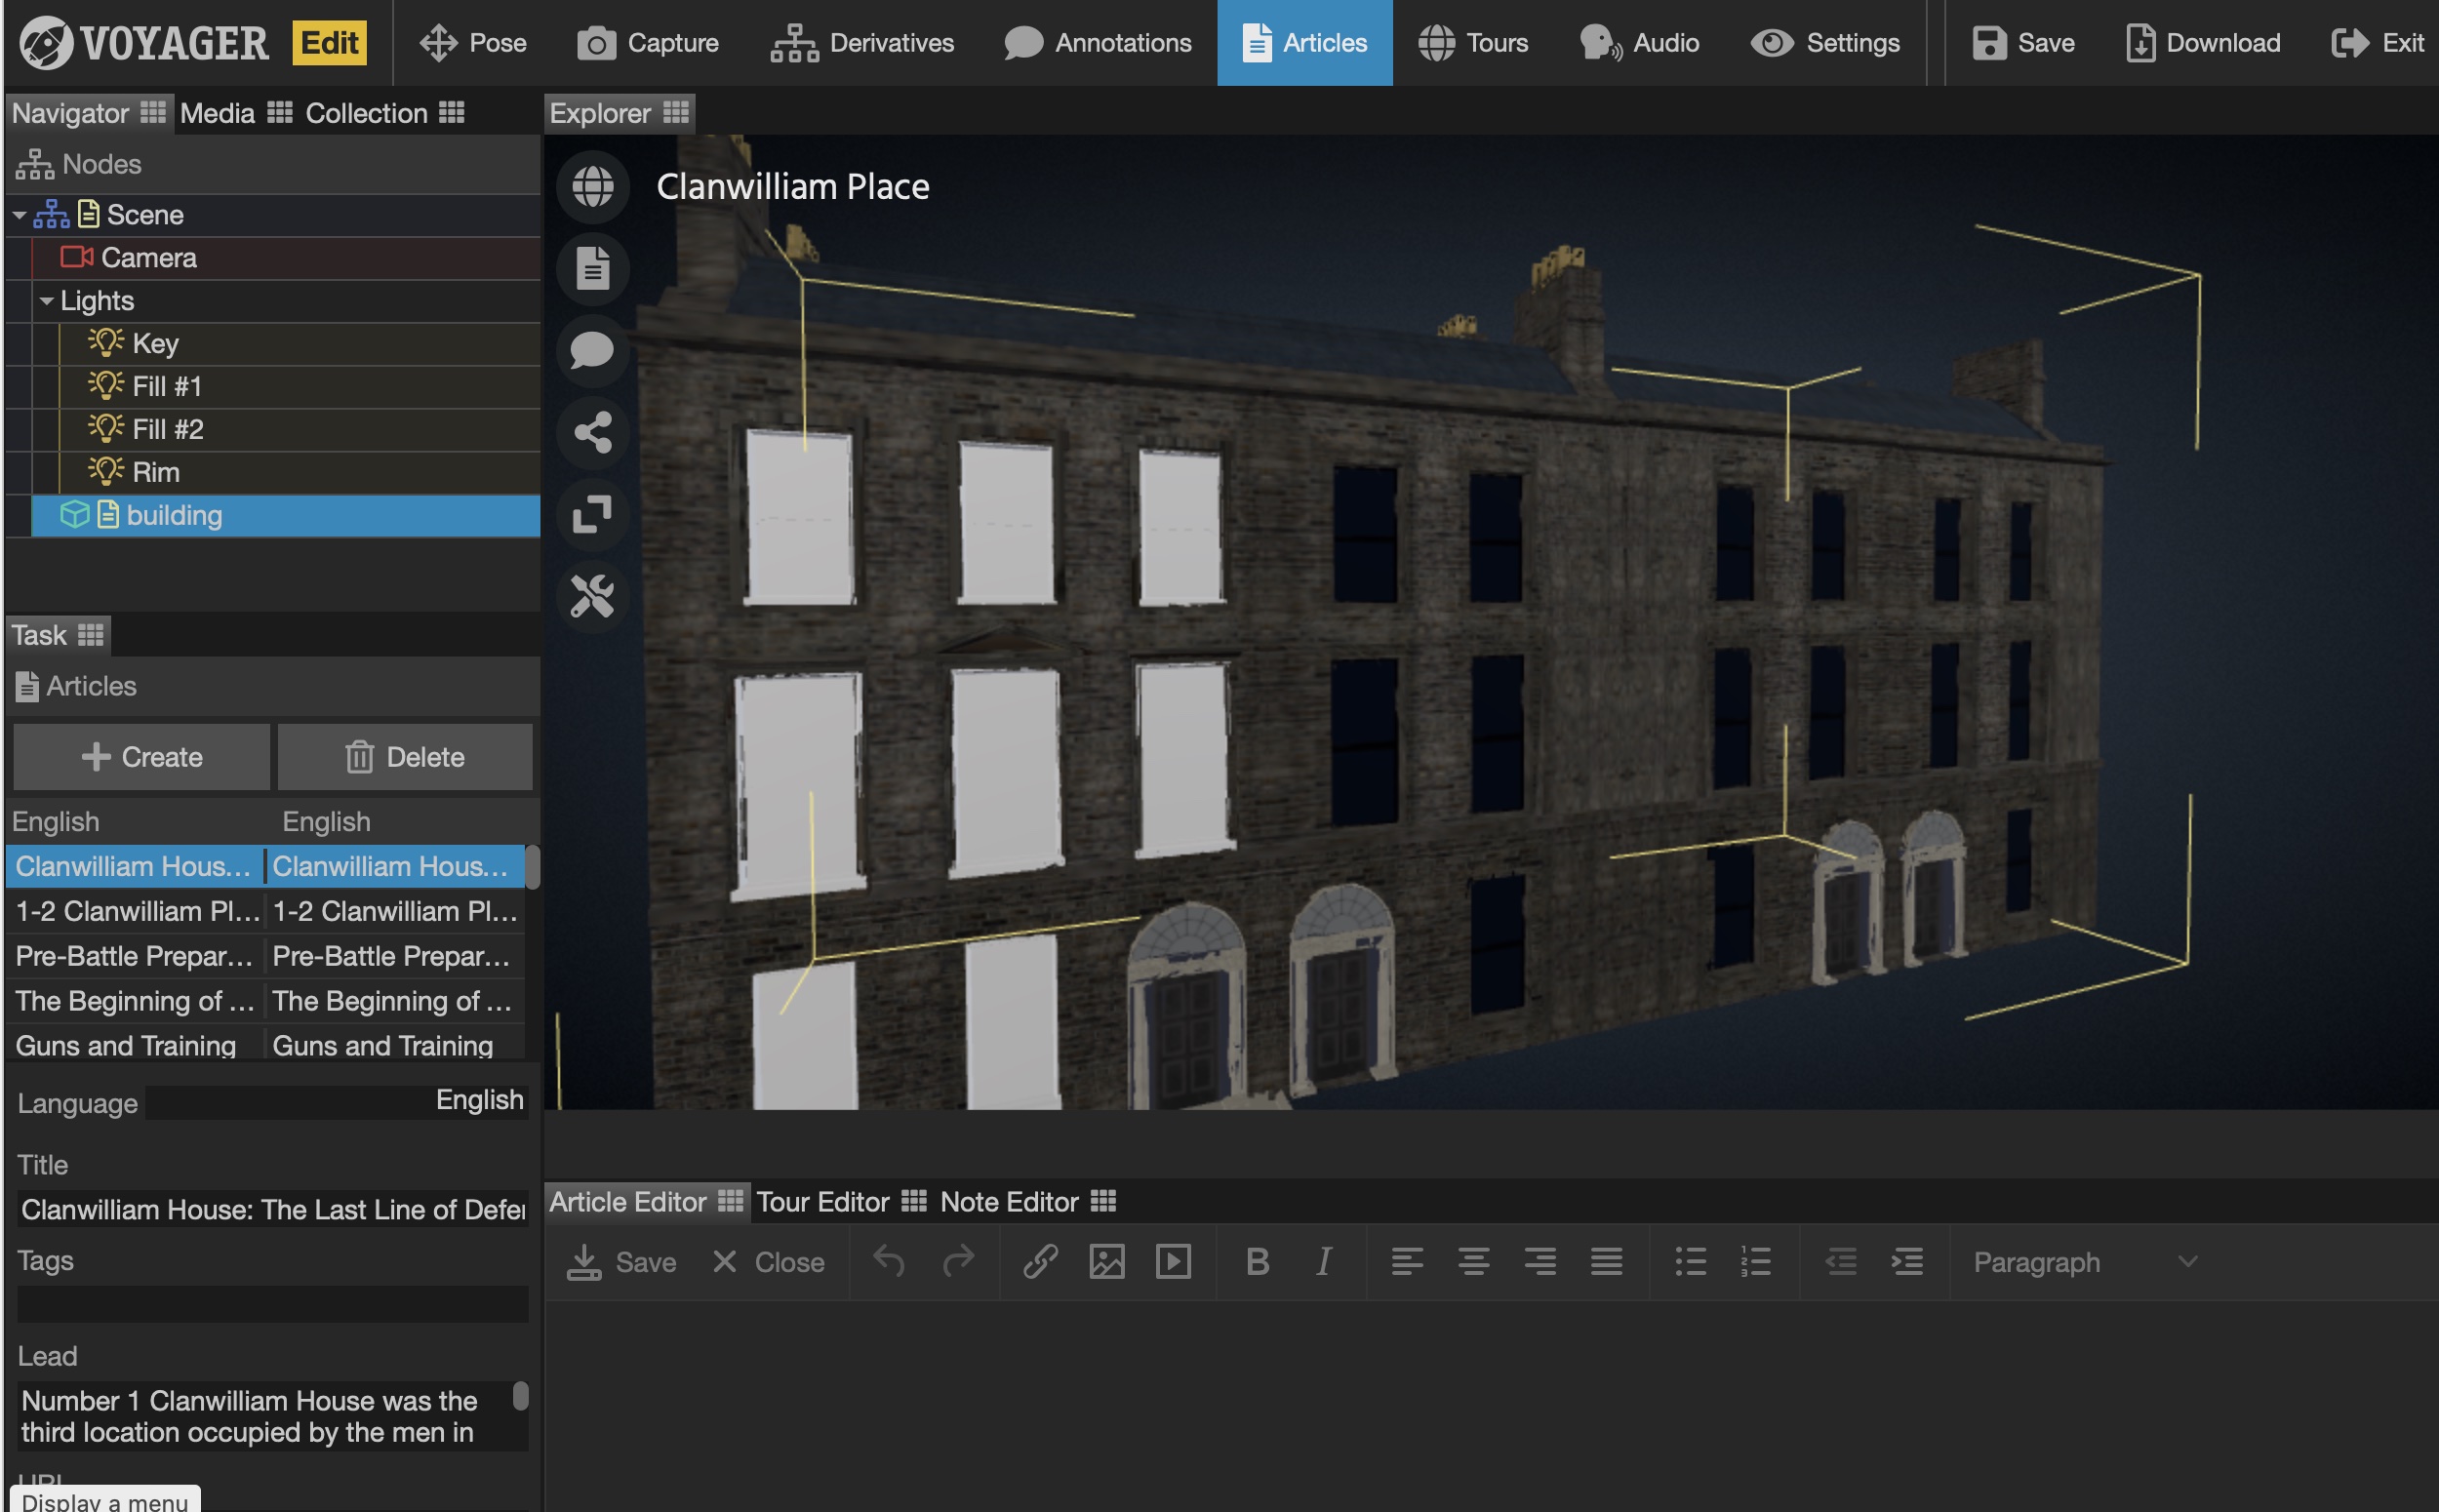 VOYAGER Edit Pose Capture Derivatives Annotations Articles Tours Audio Settings Save Download Exit
Navigator Media Collection
Nodes
Scene
Camera
Lights
Key
Fill #1
Fill #2
Rim
building
Task
Articles
Create Delete
English English
Clanwilliam Hous... Clanwilliam Hous...
1-2 Clanwilliam Pl... 1-2 Clanwilliam Pl...
Pre-Battle Prepar... Pre-Battle Prepar...
The Beginning of ... The Beginning of ...
Guns and Training Guns and Training
Language English
Title
Clanwilliam House: The Last Line of Defen
Tags
Lead
Number 1 Clanwilliam House was the
third location occupied by the men in
URI
Display a menu
Explorer
Clanwilliam Place
Article Editor Tour Editor Note Editor
Save Close B I Paragraph